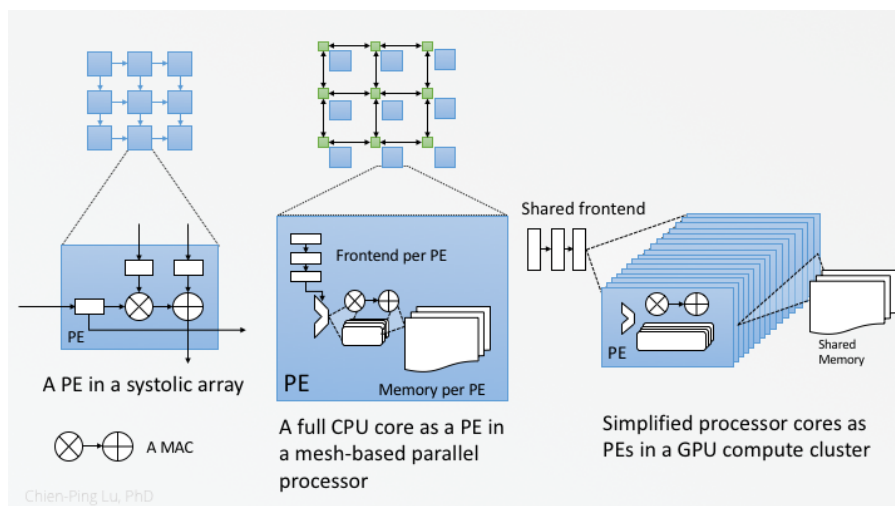 PE
A PE in a systolic array
A MAC
Frontend per PE
PE
Memory per PE
A full CPU core as a PE in
a mesh-based parallel
processor
Shared frontend
PE
Shared
Memory
Simplified processor cores as
PEs in a GPU compute cluster
Chien-Ping Lu, PhD